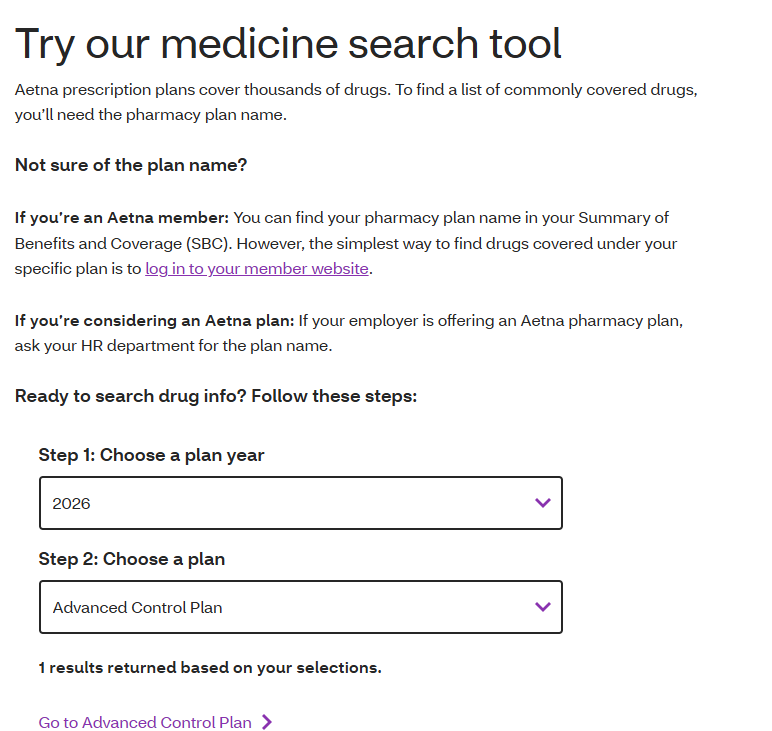 Try our medicine search tool
Aetna prescription plans cover thousands of drugs. To find a list of commonly covered drugs,
you’ll need the pharmacy plan name.
Not sure of the plan name?
If you’re an Aetna member: You can find your pharmacy plan name in your Summary of
Benefits and Coverage (SBC). However, the simplest way to find drugs covered under your
specific plan is to log in to your member website.
If you’re considering an Aetna plan: If your employer is offering an Aetna pharmacy plan,
ask your HR department for the plan name.
Ready to search drug info? Follow these steps:
Step 1: Choose a plan year
2026
Step 2: Choose a plan
Advanced Control Plan
1 results returned based on your selections.
Go to Advanced Control Plan